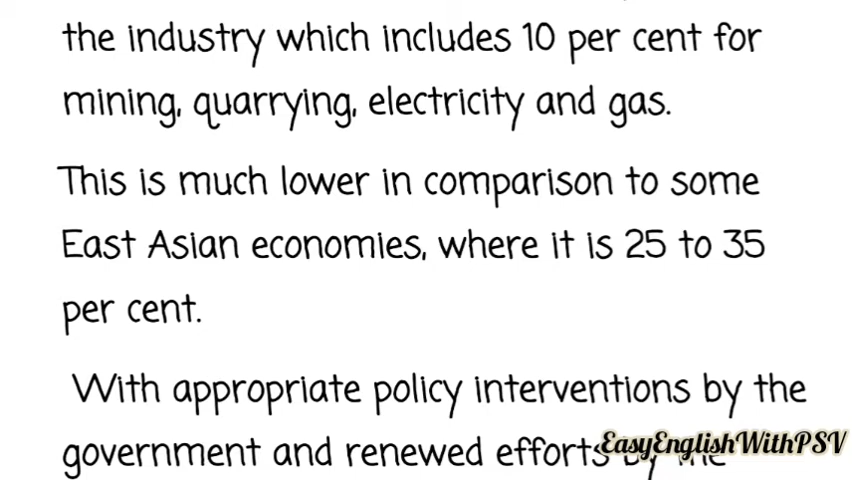 the industry which includes 10 per cent for
mining, quarrying, electricity and gas.
This is much lower in comparison to some
East Asian economies, where it is 25 to 35
per cent.
With appropriate policy interventions by the
government and renewed efforts by the
EasyEnglishWithPSV